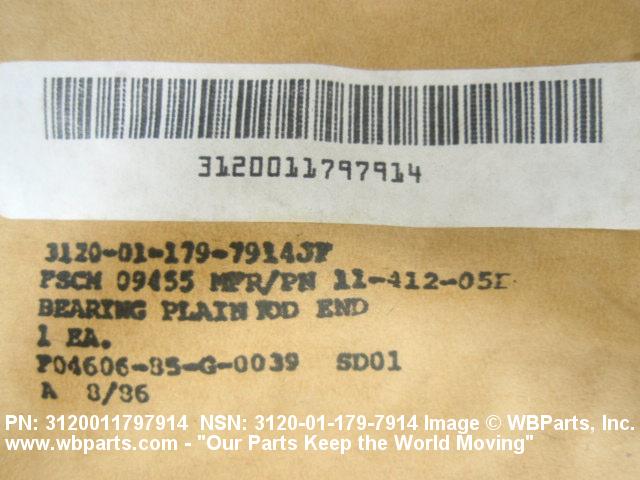 3120011797914
3120-01-179-7914JF
FSCM 09455 MFR/PN 11-412-05
BEARING PLAIN ROD END
1 EA.
F04606-85-G-0039 SD01
A 8/86
PN: 3120011797914 NSN: 3120-01-179-7914 Image © WBParts, Inc.
www.wbparts.com - "Our Parts Keep the World Moving"